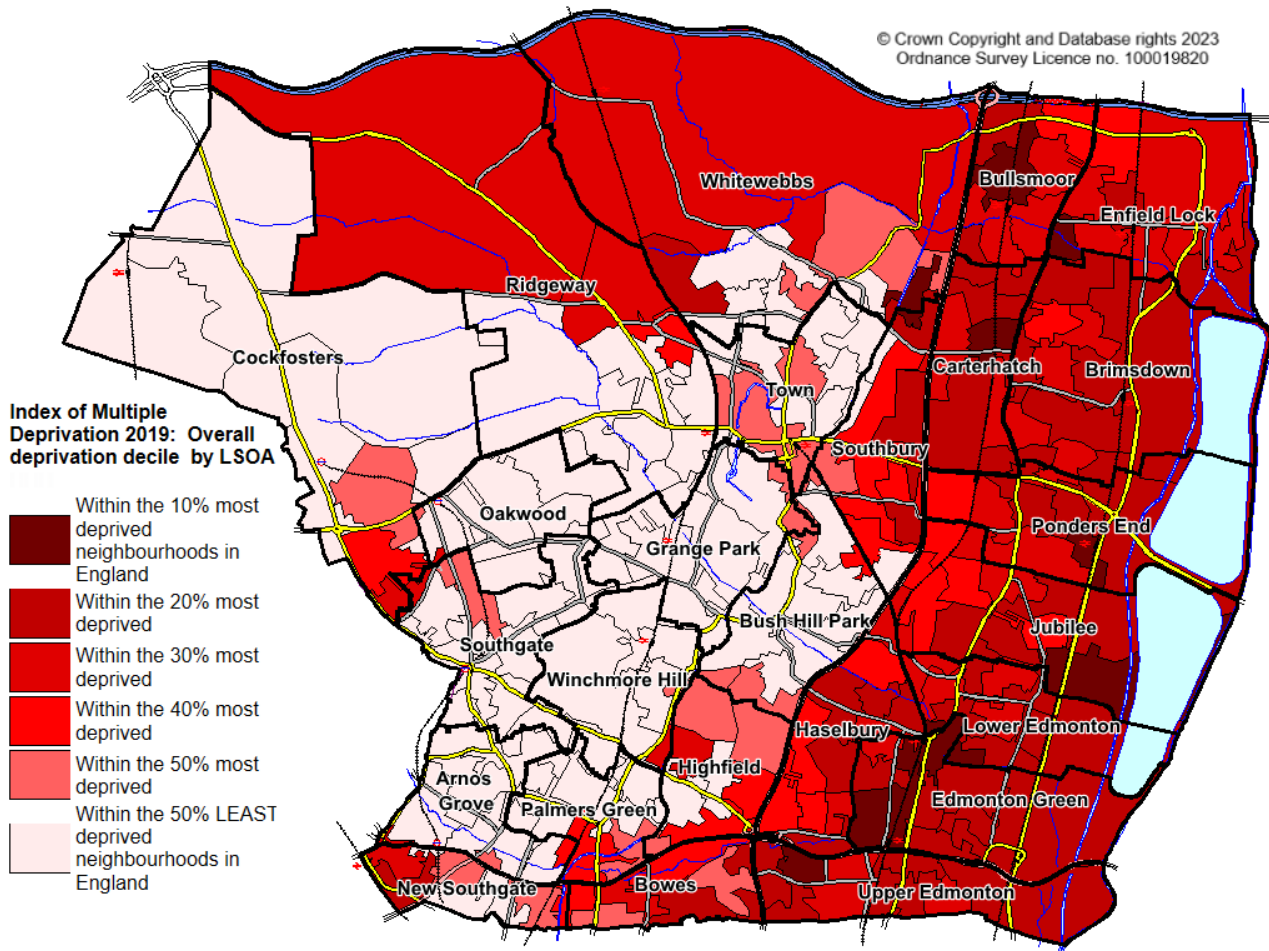 © Crown Copyright and Database rights 2023
Ordnance Survey Licence no. 100019820
Whitewebbs
Bullsmoor
Enfield Lock
Ridgeway
Cockfosters
Carterhatch
Brimsdown
Town
Southbury
Index of Multiple
Deprivation 2019: Overall
deprivation decile by LSOA
Within the 10% most
deprived
neighbourhoods in
England
Within the 20% most
deprived
Within the 30% most
deprived
Within the 40% most
deprived
Within the 50% most
deprived
Within the 50% LEAST
deprived
neighbourhoods in
England
Oakwood
Ponders End
Grange Park
Bush Hill Park
Jubilee
Southgate
Winchmore Hill
Haselbury
Lower Edmonton
Highfield
Arnos
Grove
Palmers Green
Edmonton Green
New Southgate
Bowes
Upper Edmonton